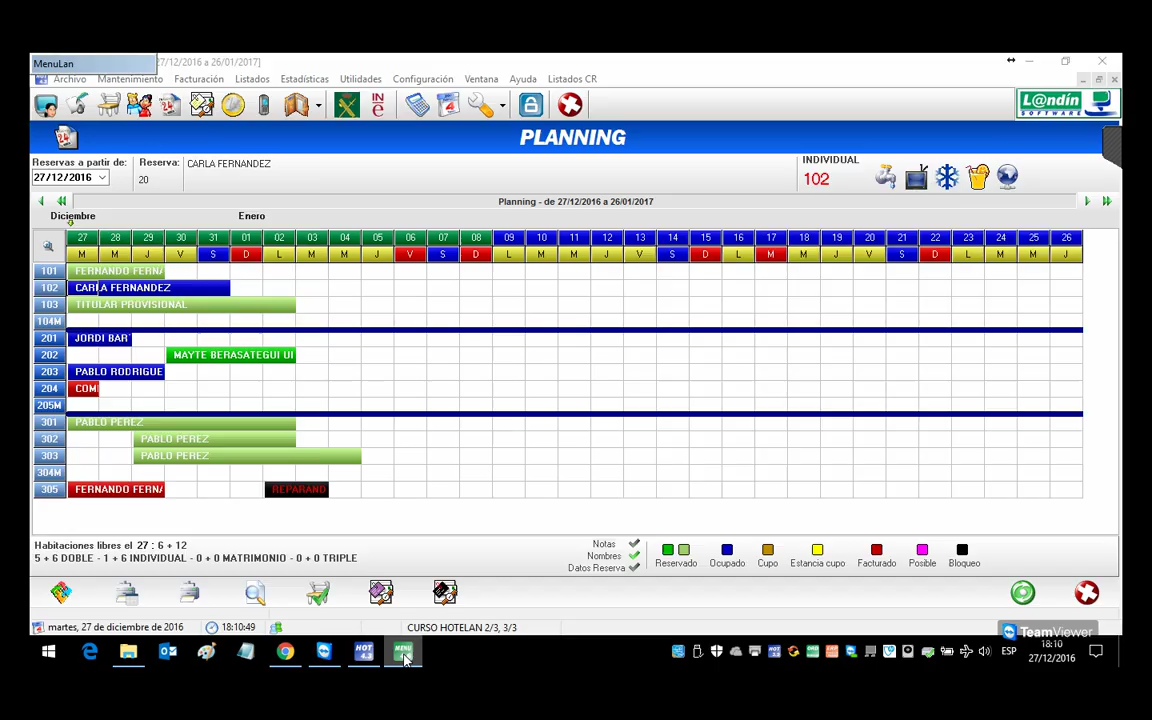 MenuLan
27/12/2016 a 26/01/2017]
Archivo Mantenimiento Facturación Listados Estadísticas Utilidades Configuración Ventana Ayuda Listados CR
L@ndín
SOFTWARE
PLANNING
Reservas a partir de:
27/12/2016
Reserva:
20
CARLA FERNANDEZ
INDIVIDUAL
102
Planning - de 27/12/2016 a 26/01/2017
Diciembre Enero
27 28 29 30 31 01 02 03 04 05 06 07 08 09 10 11 12 13 14 15 16 17 18 19 20 21 22 23 24 25 26
M M J V S D L M M J V S D L M M J V S D L M M J V S D L M M J
101 FERNANDO FERNA
102 CARLA FERNANDEZ
103 TITULAR PROVISIONAL
104M
201 JORDI BAR
202 MAYTE BERASATEGUI UI
203 PABLO RODRIGUE
204 COM
205M
301 PABLO PEREZ
302 PABLO PEREZ
303 PABLO PEREZ
304M
305 FERNANDO FERNA REPARAND
Habitaciones libres el 27 : 6 + 12
5 + 6 DOBLE - 1 + 6 INDIVIDUAL - 0 + 0 MATRIMONIO - 0 + 0 TRIPLE
Notas
Nombres
Datos Reserva
Reservado Ocupado Cupo Estancia cupo Facturado Posible Bloqueo
martes, 27 de diciembre de 2016 18:10:49 CURSO HOTELAN 2/3, 3/3
TeamViewer
HOT
4.3
MENU
ESP
18:10
27/12/2016